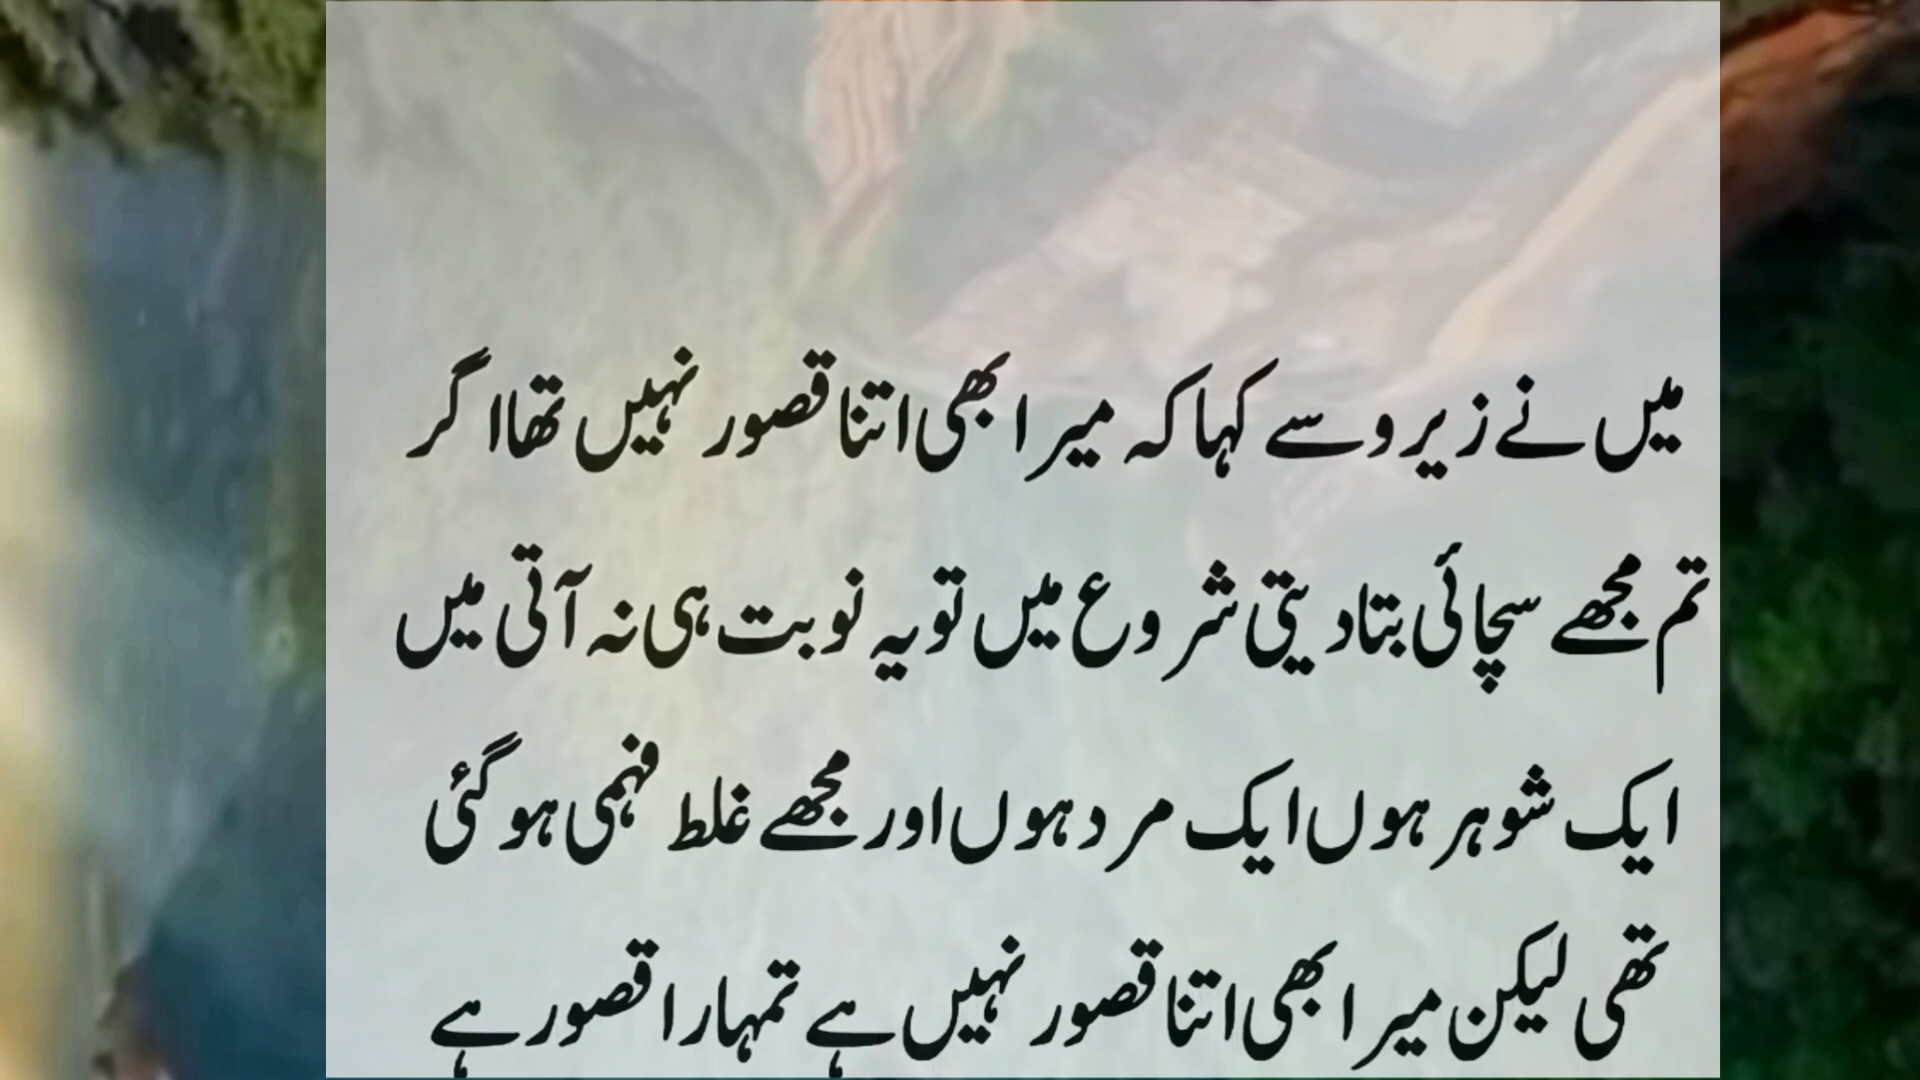 میں نے زیرو سے کہا کہ میرا بھی اتنا قصور نہیں تھا اگر
تم مجھے سچائی بتا دیتی شروع میں تو یہ نوبت ہی نہ آتی میں
ایک شوہر ہوں ایک مرد ہوں اور مجھے غلط فہمی ہو گئی
تھی لیکن میرا بھی اتنا قصور نہیں ہے تمہارا قصور ہے